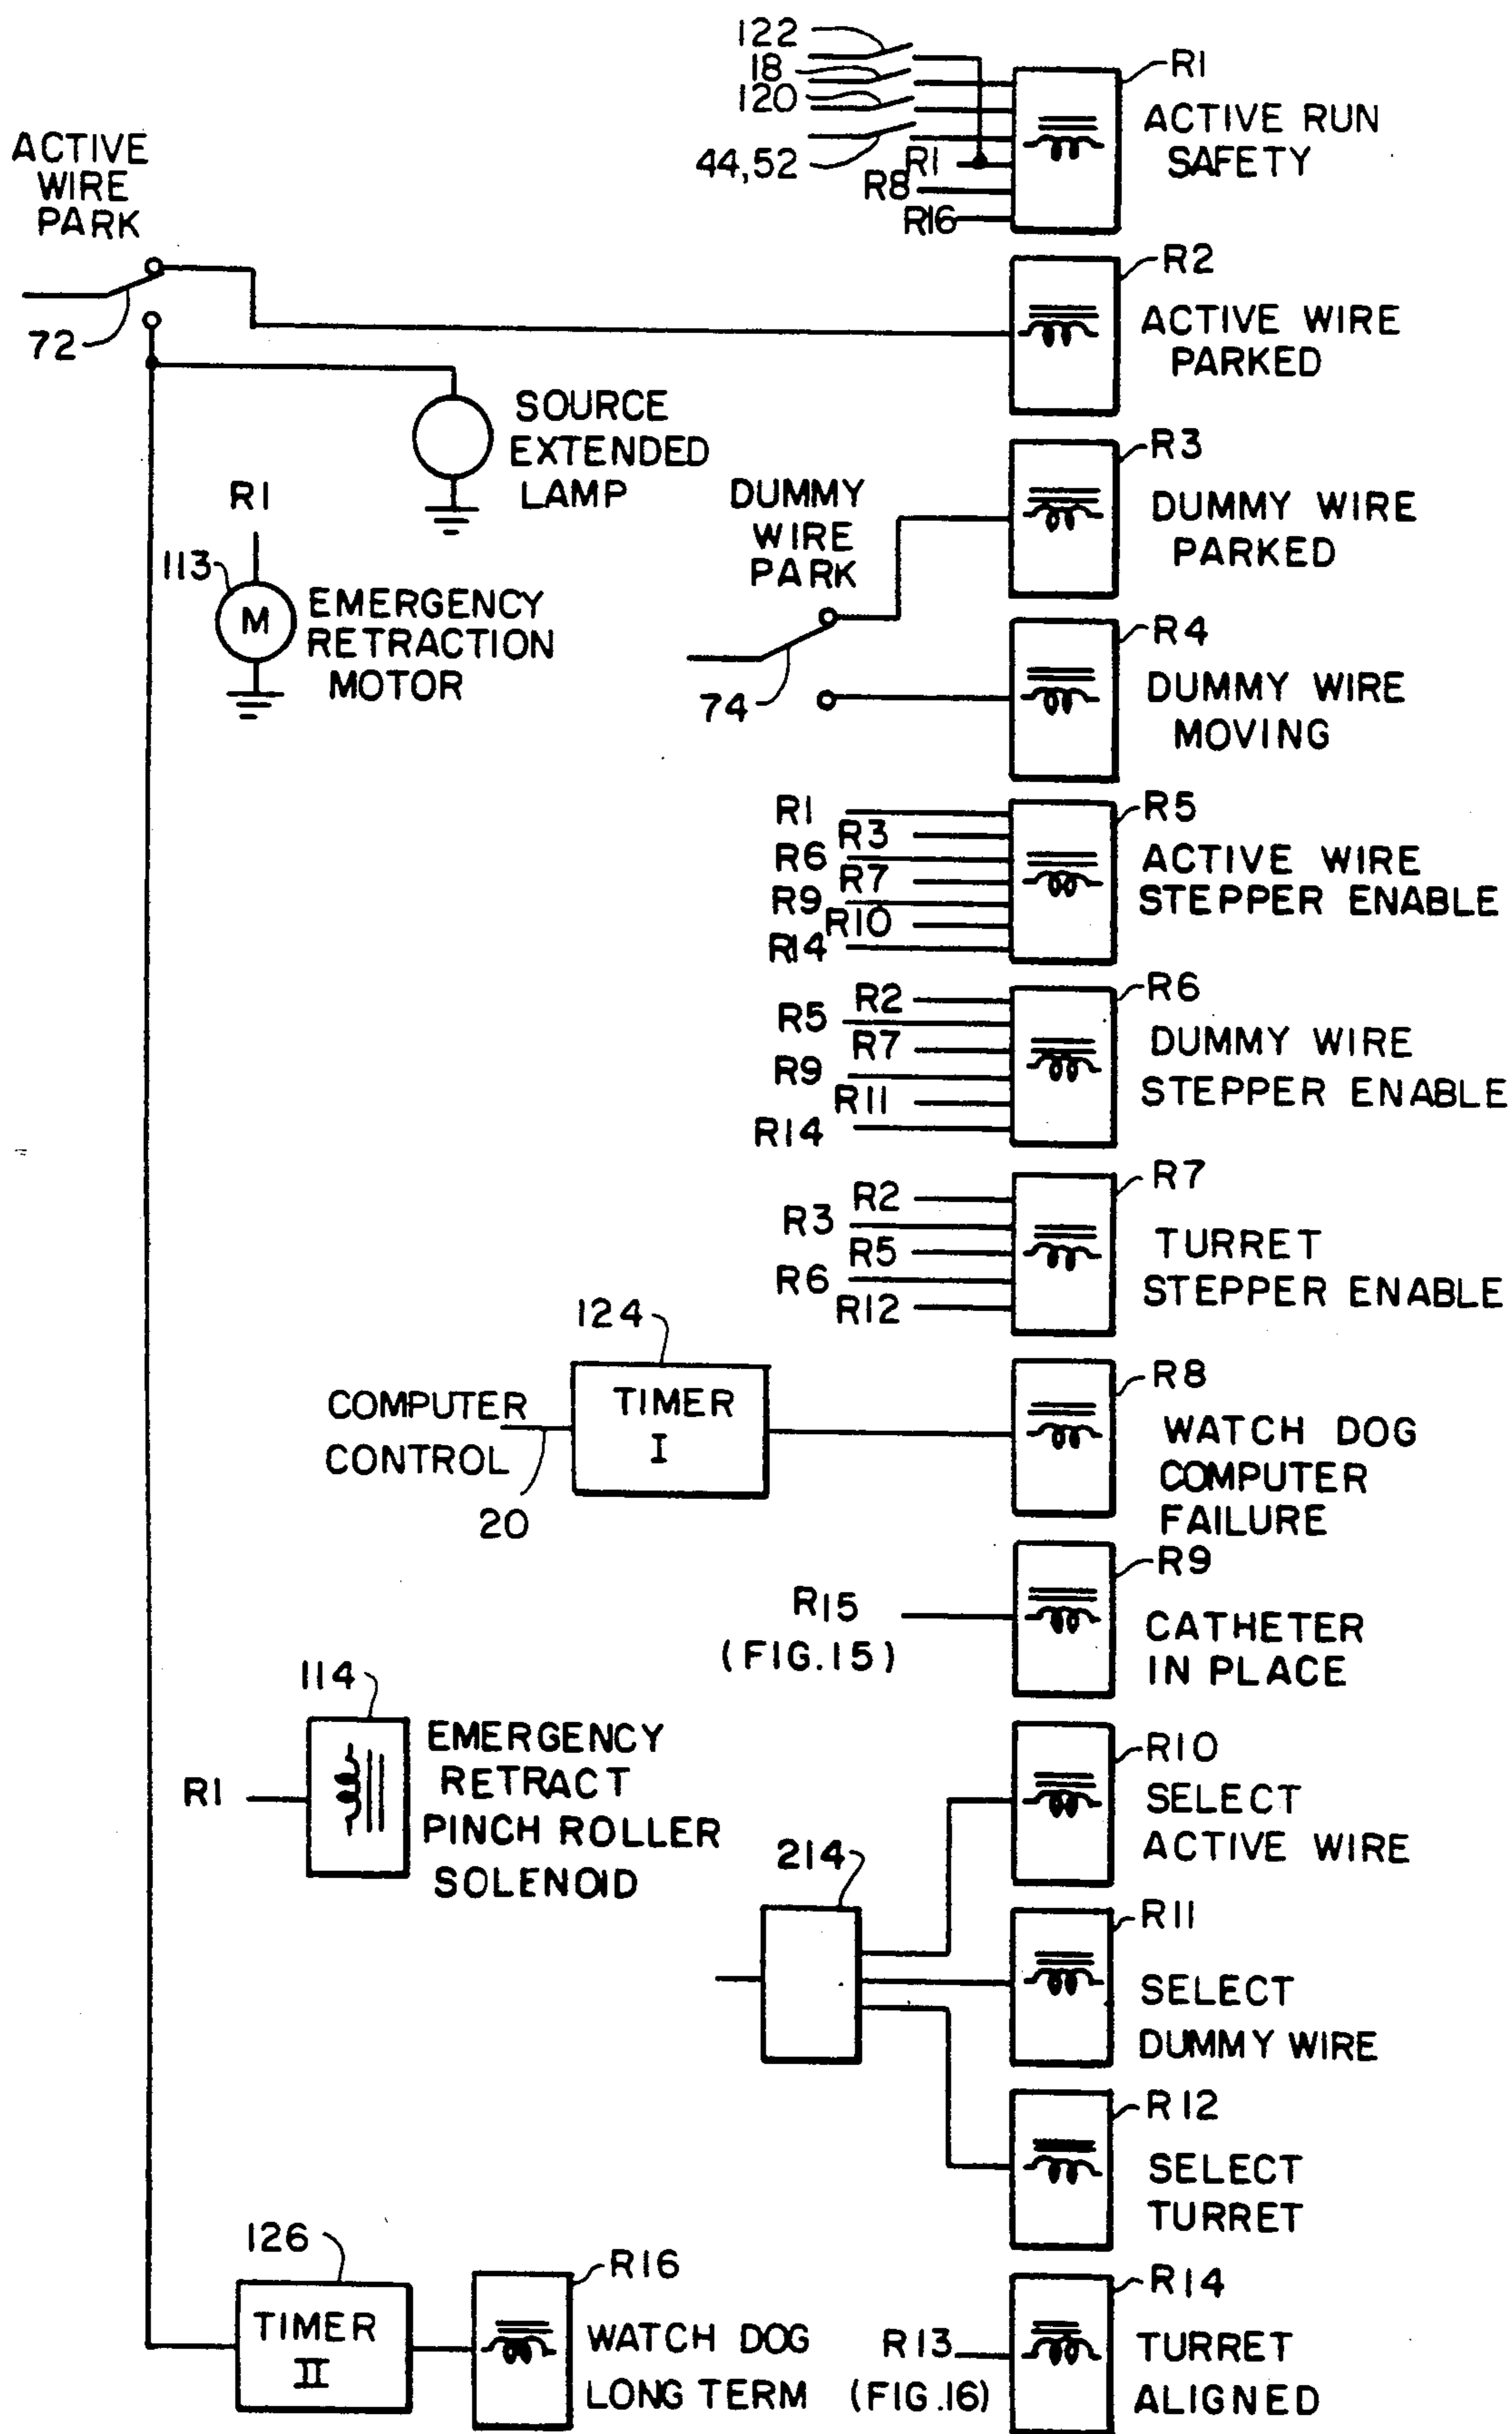 122
18
120
44,52
R1
R8
R16
R1
ACTIVE RUN
SAFETY
ACTIVE
WIRE
PARK
72
R2
ACTIVE WIRE
PARKED
SOURCE
EXTENDED
LAMP
R1
113
M
EMERGENCY
RETRACTION
MOTOR
DUMMY
WIRE
PARK
74
R3
DUMMY WIRE
PARKED
R4
DUMMY WIRE
MOVING
R1
R3
R6
R7
R9
R10
R14
R5
ACTIVE WIRE
STEPPER ENABLE
R2
R5
R7
R9
R11
R14
R6
DUMMY WIRE
STEPPER ENABLE
R2
R3
R5
R6
R12
R7
TURRET
STEPPER ENABLE
124
COMPUTER
CONTROL
20
TIMER
I
R8
WATCH DOG
COMPUTER
FAILURE
R15
(FIG.15)
R9
CATHETER
IN PLACE
114
R1
EMERGENCY
RETRACT
PINCH ROLLER
SOLENOID
214
R10
SELECT
ACTIVE WIRE
R11
SELECT
DUMMY WIRE
R12
SELECT
TURRET
126
TIMER
II
R16
WATCH DOG
LONG TERM
R13
(FIG.16)
R14
TURRET
ALIGNED